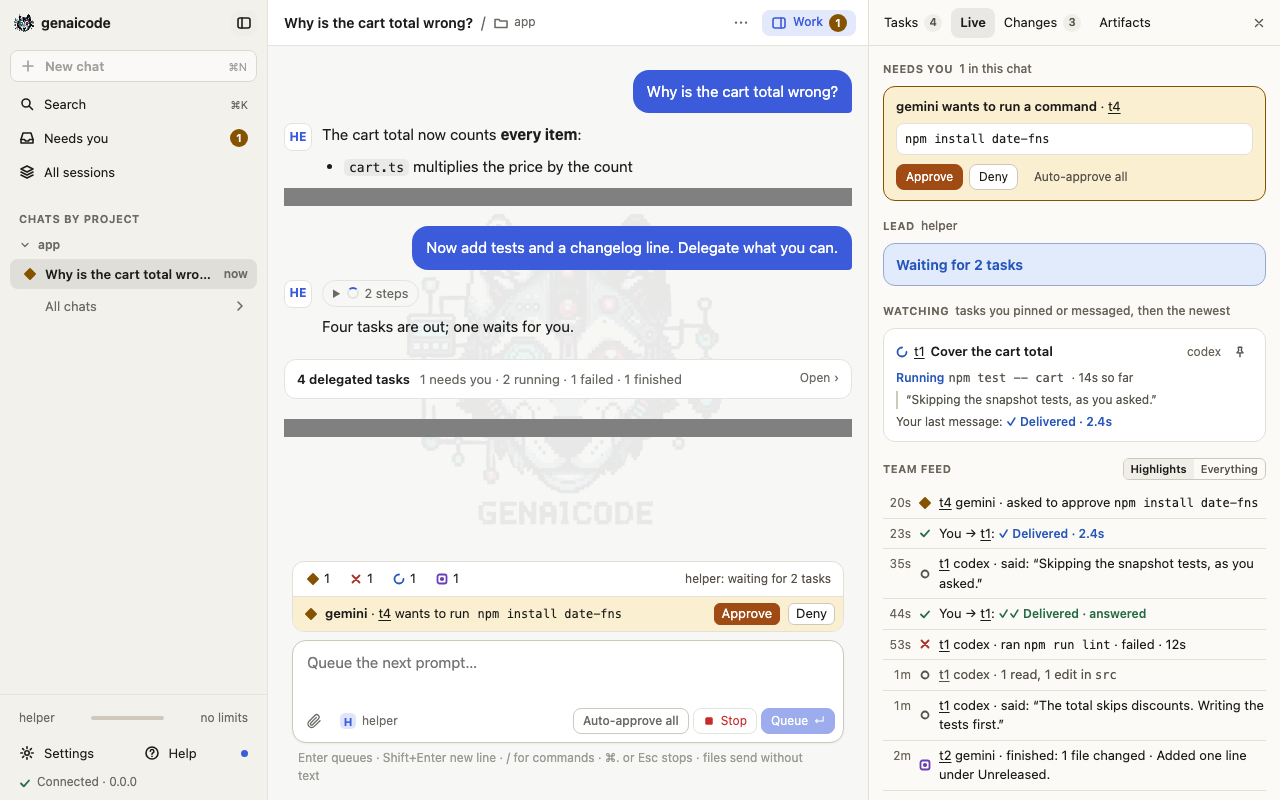 genaicode
New chat ⌘N
Search ⌘K
Needs you 1
All sessions
CHATS BY PROJECT
app
Why is the cart total wro... now
All chats
helper no limits
Settings Help
Connected · 0.0.0
Why is the cart total wrong? / app
Work 1
Why is the cart total wrong?
HE
The cart total now counts every item:
• cart.ts multiplies the price by the count
Now add tests and a changelog line. Delegate what you can.
HE
2 steps
Four tasks are out; one waits for you.
4 delegated tasks 1 needs you · 2 running · 1 failed · 1 finished Open ›
GENAICODE
1 1 1 1 helper: waiting for 2 tasks
gemini · t4 wants to run npm install date-fns Approve Deny
Queue the next prompt...
H helper Auto-approve all Stop Queue
Enter queues · Shift+Enter new line · / for commands · ⌘. or Esc stops · files send without
text
Tasks 4 Live Changes 3 Artifacts
NEEDS YOU 1 in this chat
gemini wants to run a command · t4
npm install date-fns
Approve Deny Auto-approve all
LEAD helper
Waiting for 2 tasks
WATCHING tasks you pinned or messaged, then the newest
t1 Cover the cart total codex
Running npm test -- cart · 14s so far
“Skipping the snapshot tests, as you asked.”
Your last message: ✓ Delivered · 2.4s
TEAM FEED Highlights Everything
20s t4 gemini · asked to approve npm install date-fns
23s You → t1: ✓ Delivered · 2.4s
35s t1 codex · said: “Skipping the snapshot tests, as you
asked.”
44s You → t1: ✓✓ Delivered · answered
53s t1 codex · ran npm run lint · failed · 12s
1m t1 codex · 1 read, 1 edit in src
1m t1 codex · said: “The total skips discounts. Writing the
tests first.”
2m t2 gemini · finished: 1 file changed · Added one line
under Unreleased.